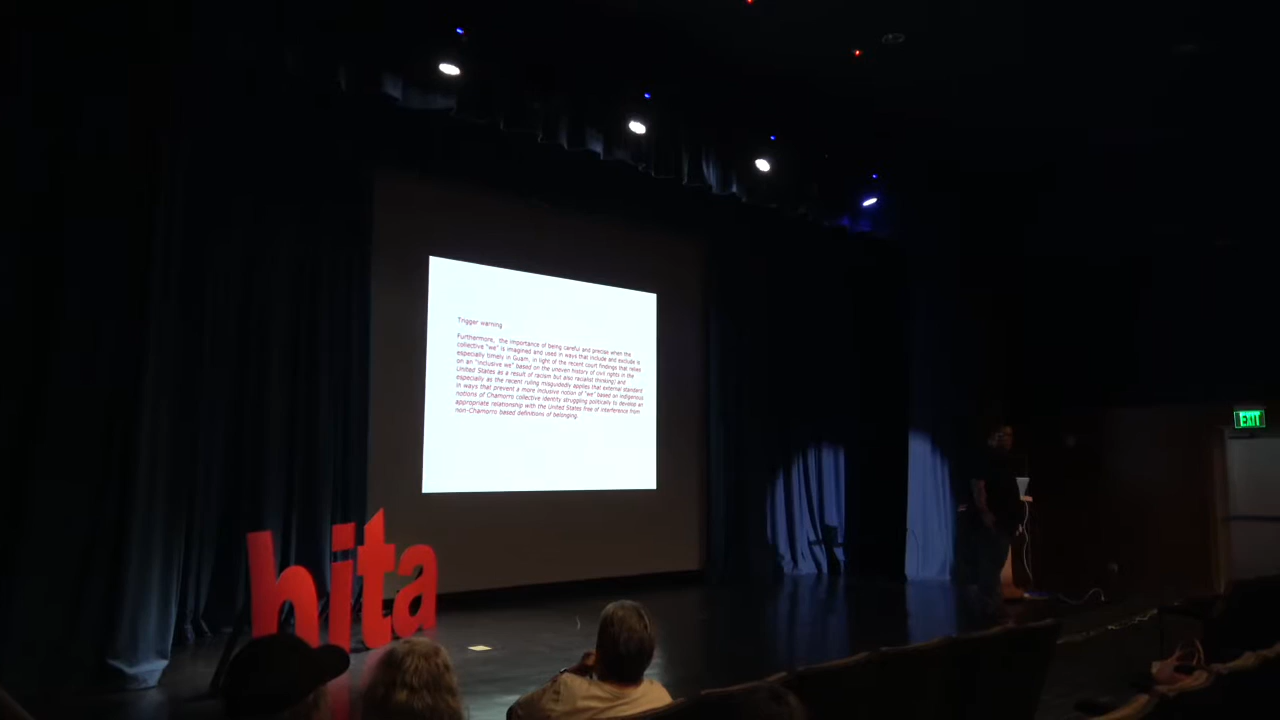 Trigger warning
Furthermore, the importance of being careful and precise when the
collective "we" is imagined and used in ways that include and exclude is
especially timely in Guam, in light of the recent court findings that relies
on an "inclusive we" based on the uneven history of civil rights in the
United States as a result of racism but also racialist thinking) and
especially as the recent ruling misguidedly applies that external standard
in ways that prevent a more inclusive notion of "we" based on indigenous
notions of Chamorro collective identity struggling politically to develop an
appropriate relationship with the United States free of interference from
non-Chamorro based definitions of belonging.
hita
EXIT